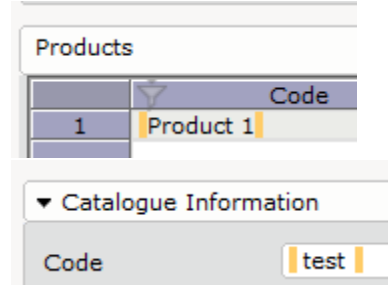 Products
Code
1 Product 1
▼ Catalogue Information
Code test